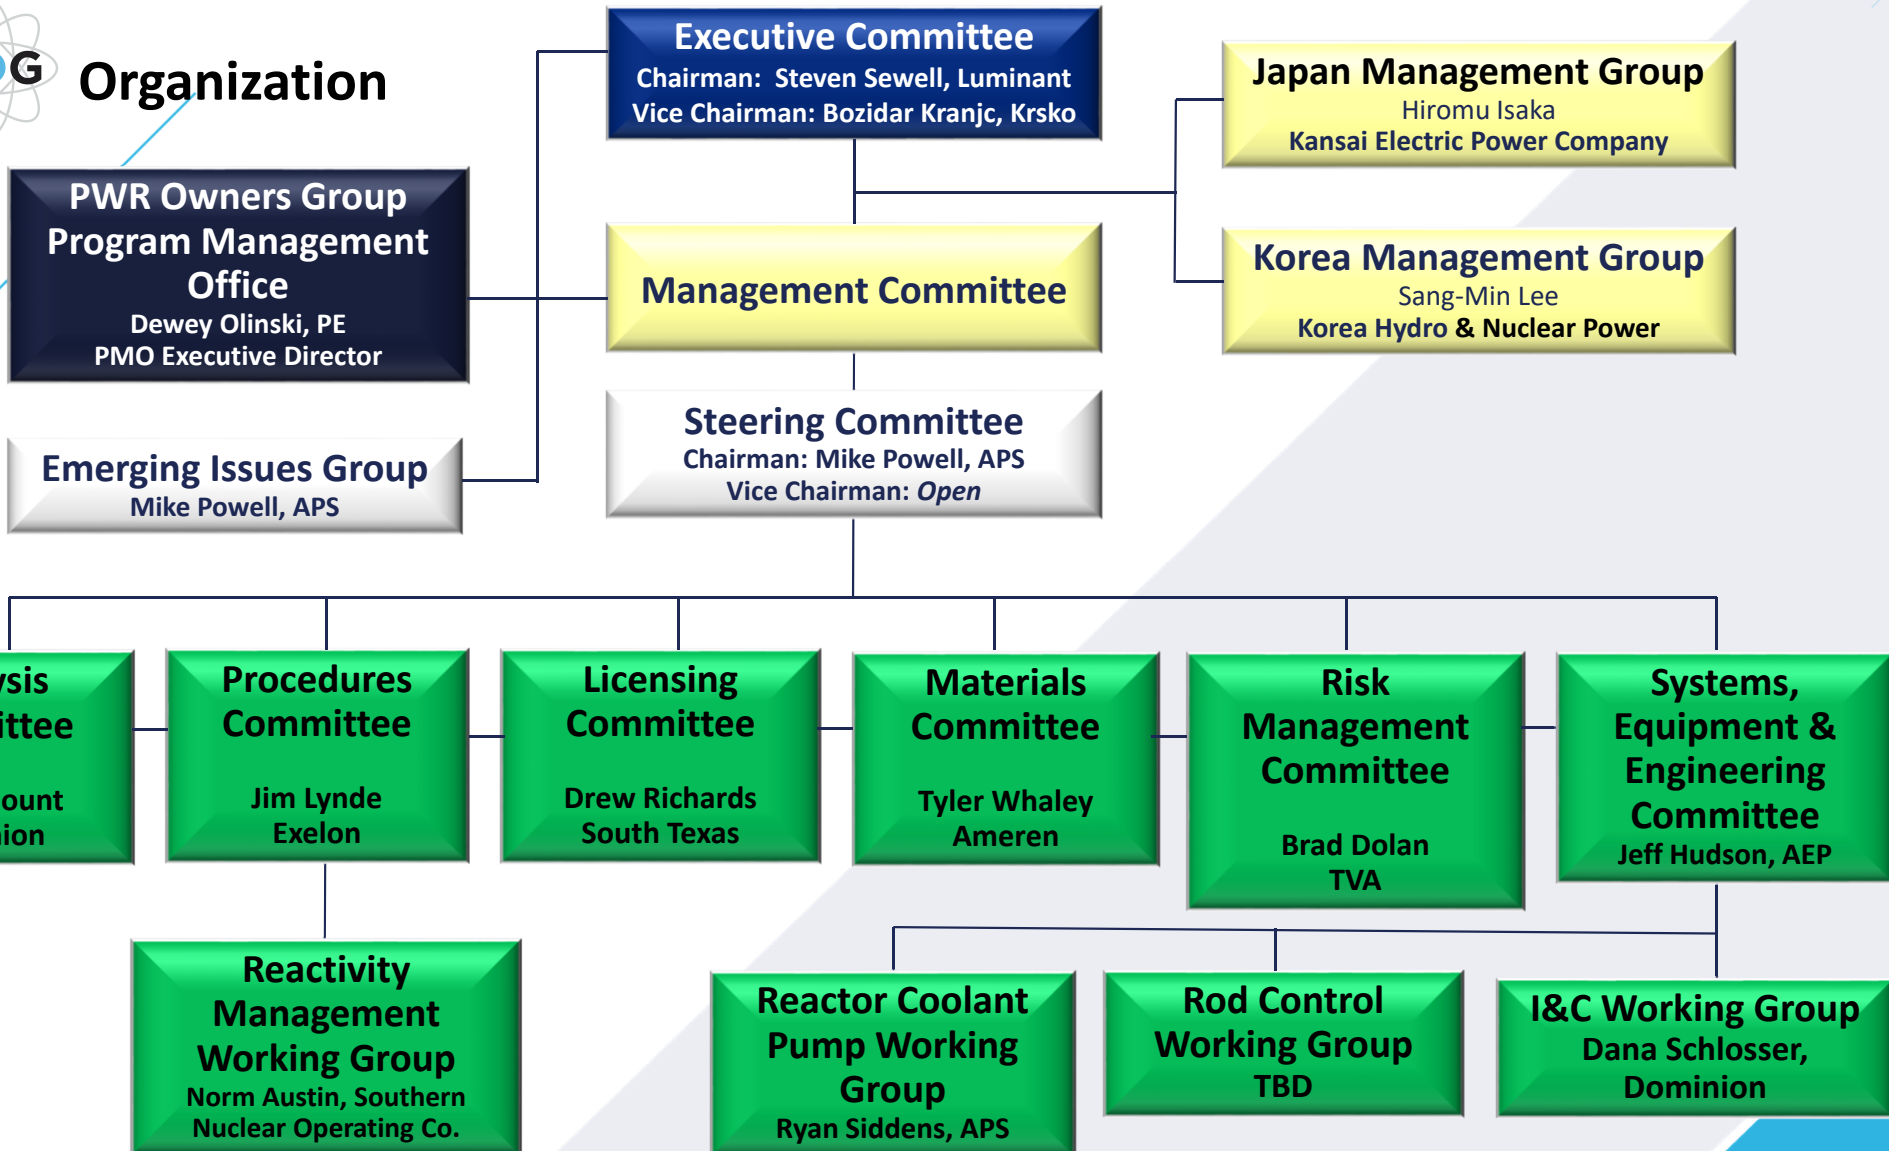 G
Organization
Executive Committee
Chairman: Steven Sewell, Luminant
Vice Chairman: Bozidar Kranjc, Krsko
Japan Management Group
Hiromu Isaka
Kansai Electric Power Company
PWR Owners Group
Program Management
Office
Dewey Olinski, PE
PMO Executive Director
Management Committee
Korea Management Group
Sang-Min Lee
Korea Hydro & Nuclear Power
Emerging Issues Group
Mike Powell, APS
Steering Committee
Chairman: Mike Powell, APS
Vice Chairman: Open
Procedures
Committee
Jim Lynde
Exelon
Licensing
Committee
Drew Richards
South Texas
Materials
Committee
Tyler Whaley
Ameren
Risk
Management
Committee
Brad Dolan
TVA
Systems,
Equipment &
Engineering
Committee
Jeff Hudson, AEP
Reactivity
Management
Working Group
Norm Austin, Southern
Nuclear Operating Co.
Reactor Coolant
Pump Working
Group
Ryan Siddens, APS
Rod Control
Working Group
TBD
I&C Working Group
Dana Schlosser,
Dominion